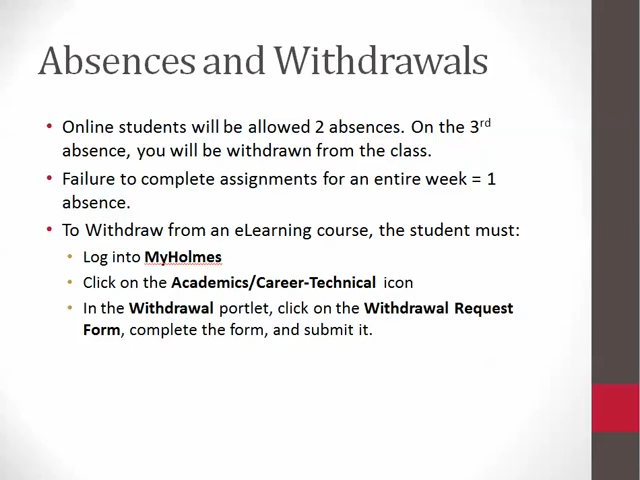 Absences and Withdrawals
• Online students will be allowed 2 absences. On the 3rd
absence, you will be withdrawn from the class.
• Failure to complete assignments for an entire week = 1
absence.
• To Withdraw from an eLearning course, the student must:
• Log into MyHolmes
• Click on the Academics/Career-Technical icon
• In the Withdrawal portlet, click on the Withdrawal Request
Form, complete the form, and submit it.